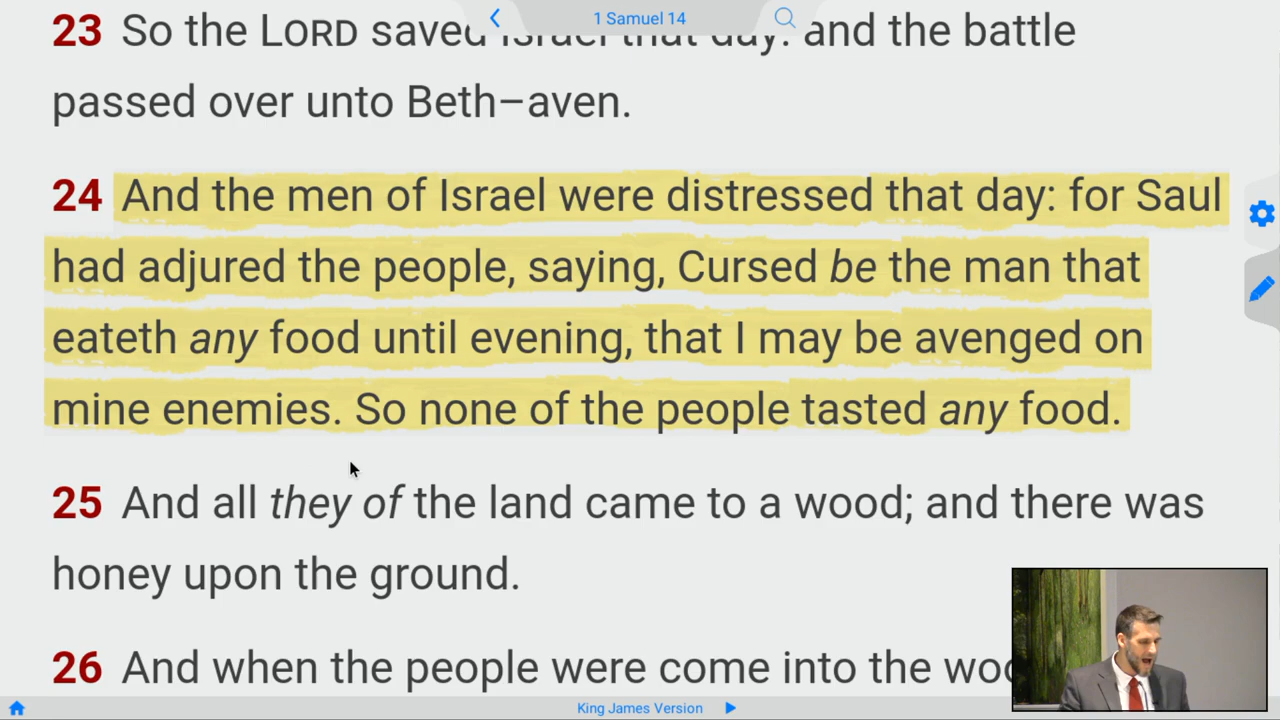 1 Samuel 14
23 So the LORD saved Israel that day: and the battle
passed over unto Beth–aven.
24 And the men of Israel were distressed that day: for Saul
had adjured the people, saying, Cursed be the man that
eateth any food until evening, that I may be avenged on
mine enemies. So none of the people tasted any food.
25 And all they of the land came to a wood; and there was
honey upon the ground.
26 And when the people were come into the
King James Version